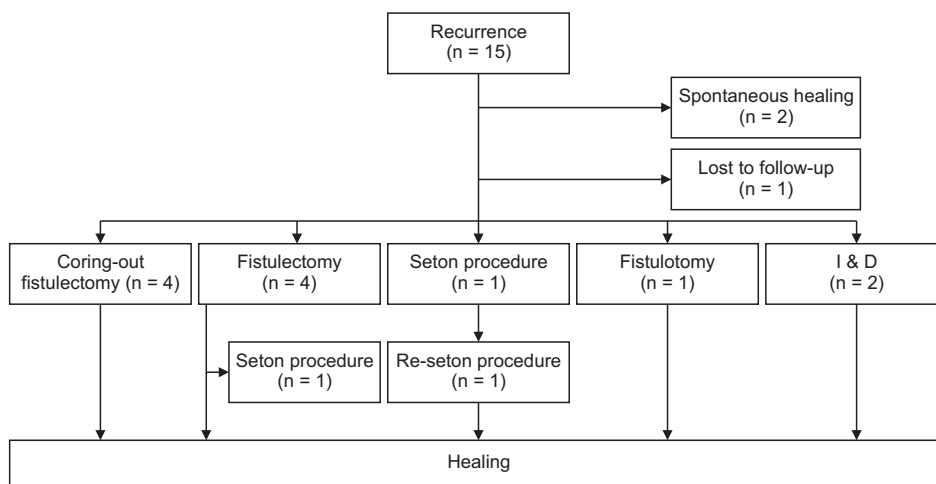 Recurrence
(n = 15)
Spontaneous healing
(n = 2)
Lost to follow-up
(n = 1)
Coring-out
fistulectomy (n = 4)
Fistulectomy
(n = 4)
Seton procedure
(n = 1)
Fistulotomy
(n = 1)
I & D
(n = 2)
Seton procedure
(n = 1)
Re-seton procedure
(n = 1)
Healing